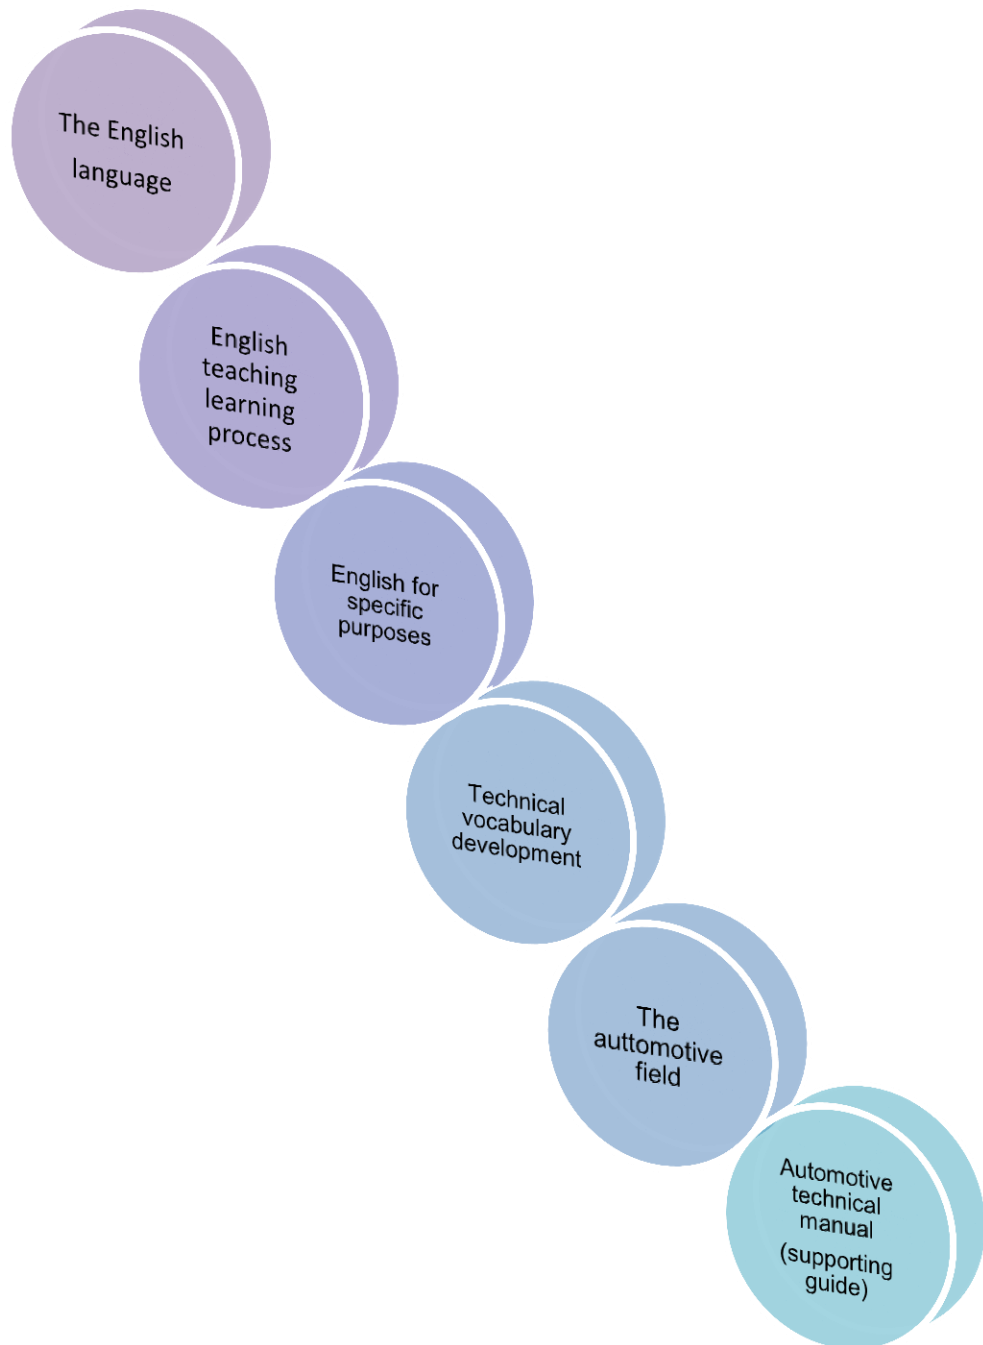 The English
language
English
teaching
learning
process
English for
specific
purposes
Technical
vocabulary
development
The
auttomotive
field
Automotive
technical
manual
(supporting
guide)